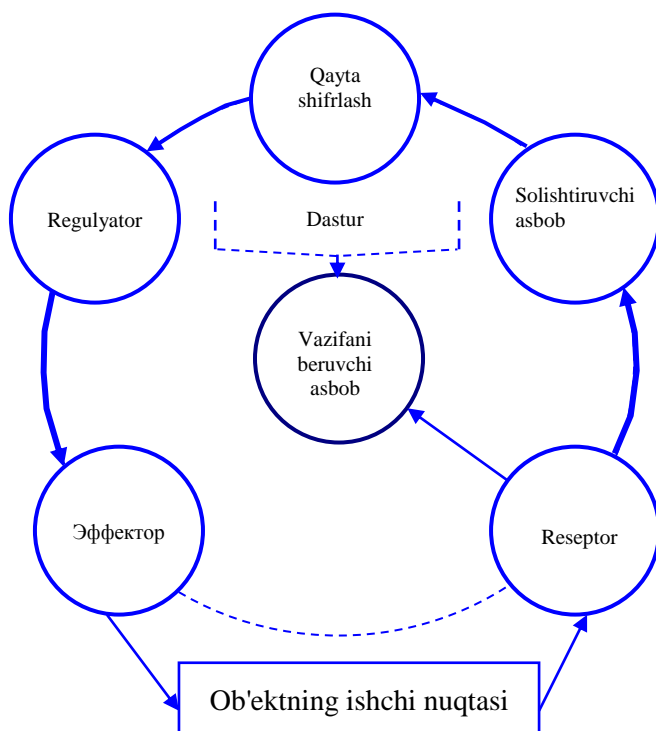 Qayta
shifrlash
Regulyator
Dastur
Solishtiruvchi
asbob
Vazifani
beruvchi
asbob
Эффектор
Reseptor
Ob'ektning ishchi nuqtasi